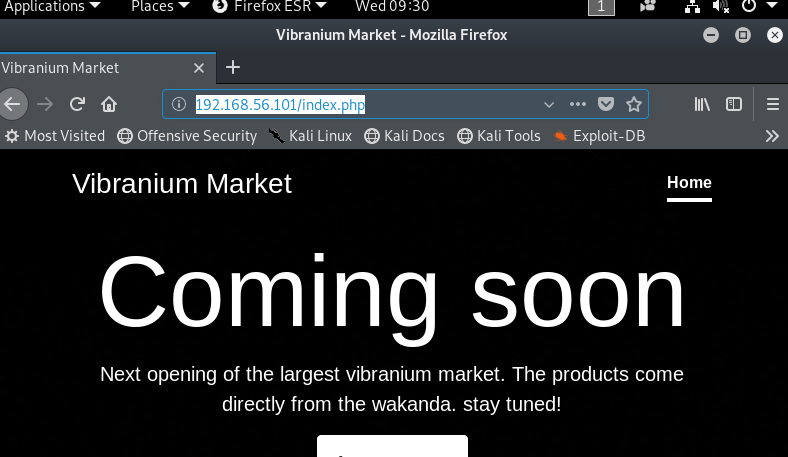 Applications Places Firefox ESR Wed 09:30 1
Vibranium Market - Mozilla Firefox
Vibranium Market
192.168.56.101/index.php
Most Visited Offensive Security Kali Linux Kali Docs Kali Tools Exploit-DB
Vibranium Market Home
Coming soon
Next opening of the largest vibranium market. The products come
directly from the wakanda. stay tuned!